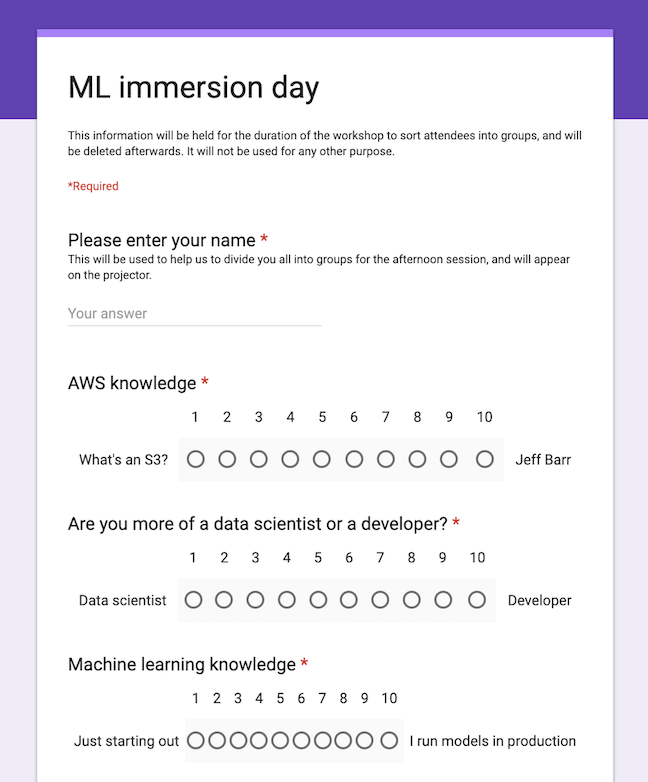 ML immersion day
This information will be held for the duration of the workshop to sort attendees into groups, and will
be deleted afterwards. It will not be used for any other purpose.
*Required
Please enter your name *
This will be used to help us to divide you all into groups for the afternoon session, and will appear
on the projector.
Your answer
AWS knowledge *
1 2 3 4 5 6 7 8 9 10
What's an S3? Jeff Barr
Are you more of a data scientist or a developer? *
1 2 3 4 5 6 7 8 9 10
Data scientist Developer
Machine learning knowledge *
1 2 3 4 5 6 7 8 9 10
Just starting out I run models in production